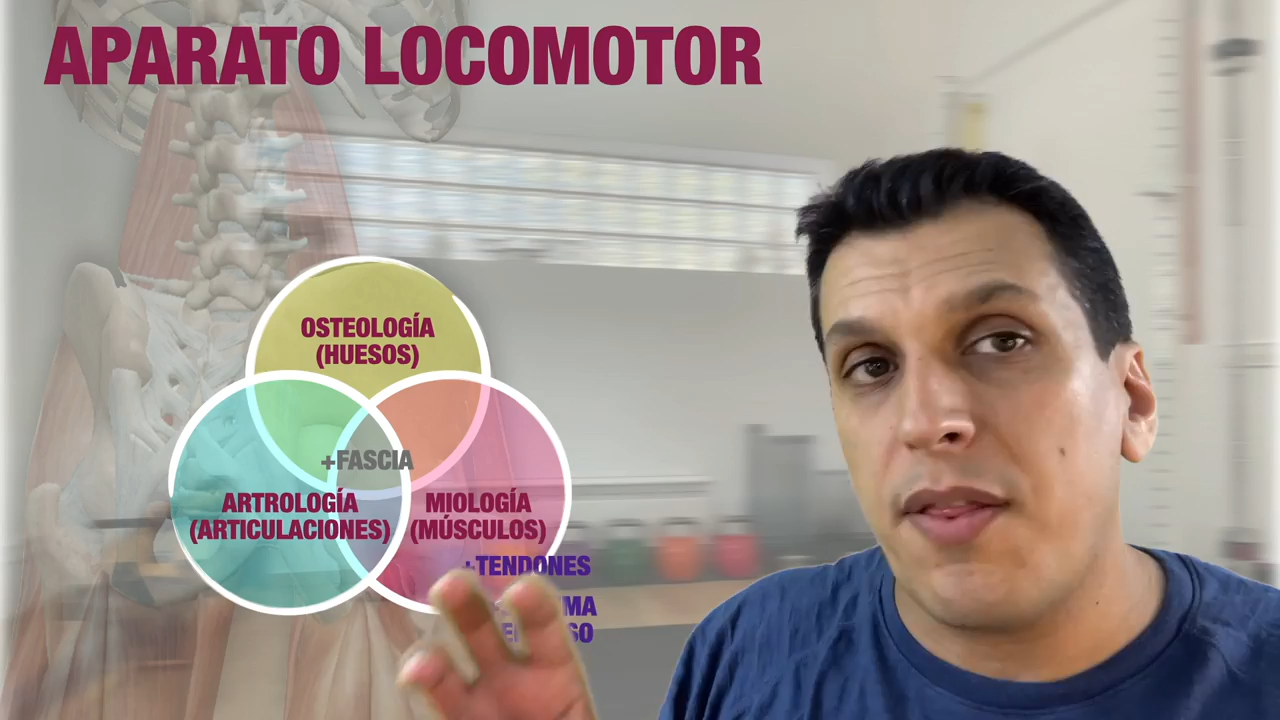 APARATO LOCOMOTOR
OSTEOLOGÍA
(HUESOS)
+FASCIA
ARTROLOGÍA
(ARTICULACIONES)
MIOLOGÍA
(MÚSCULOS)
+TENDONES